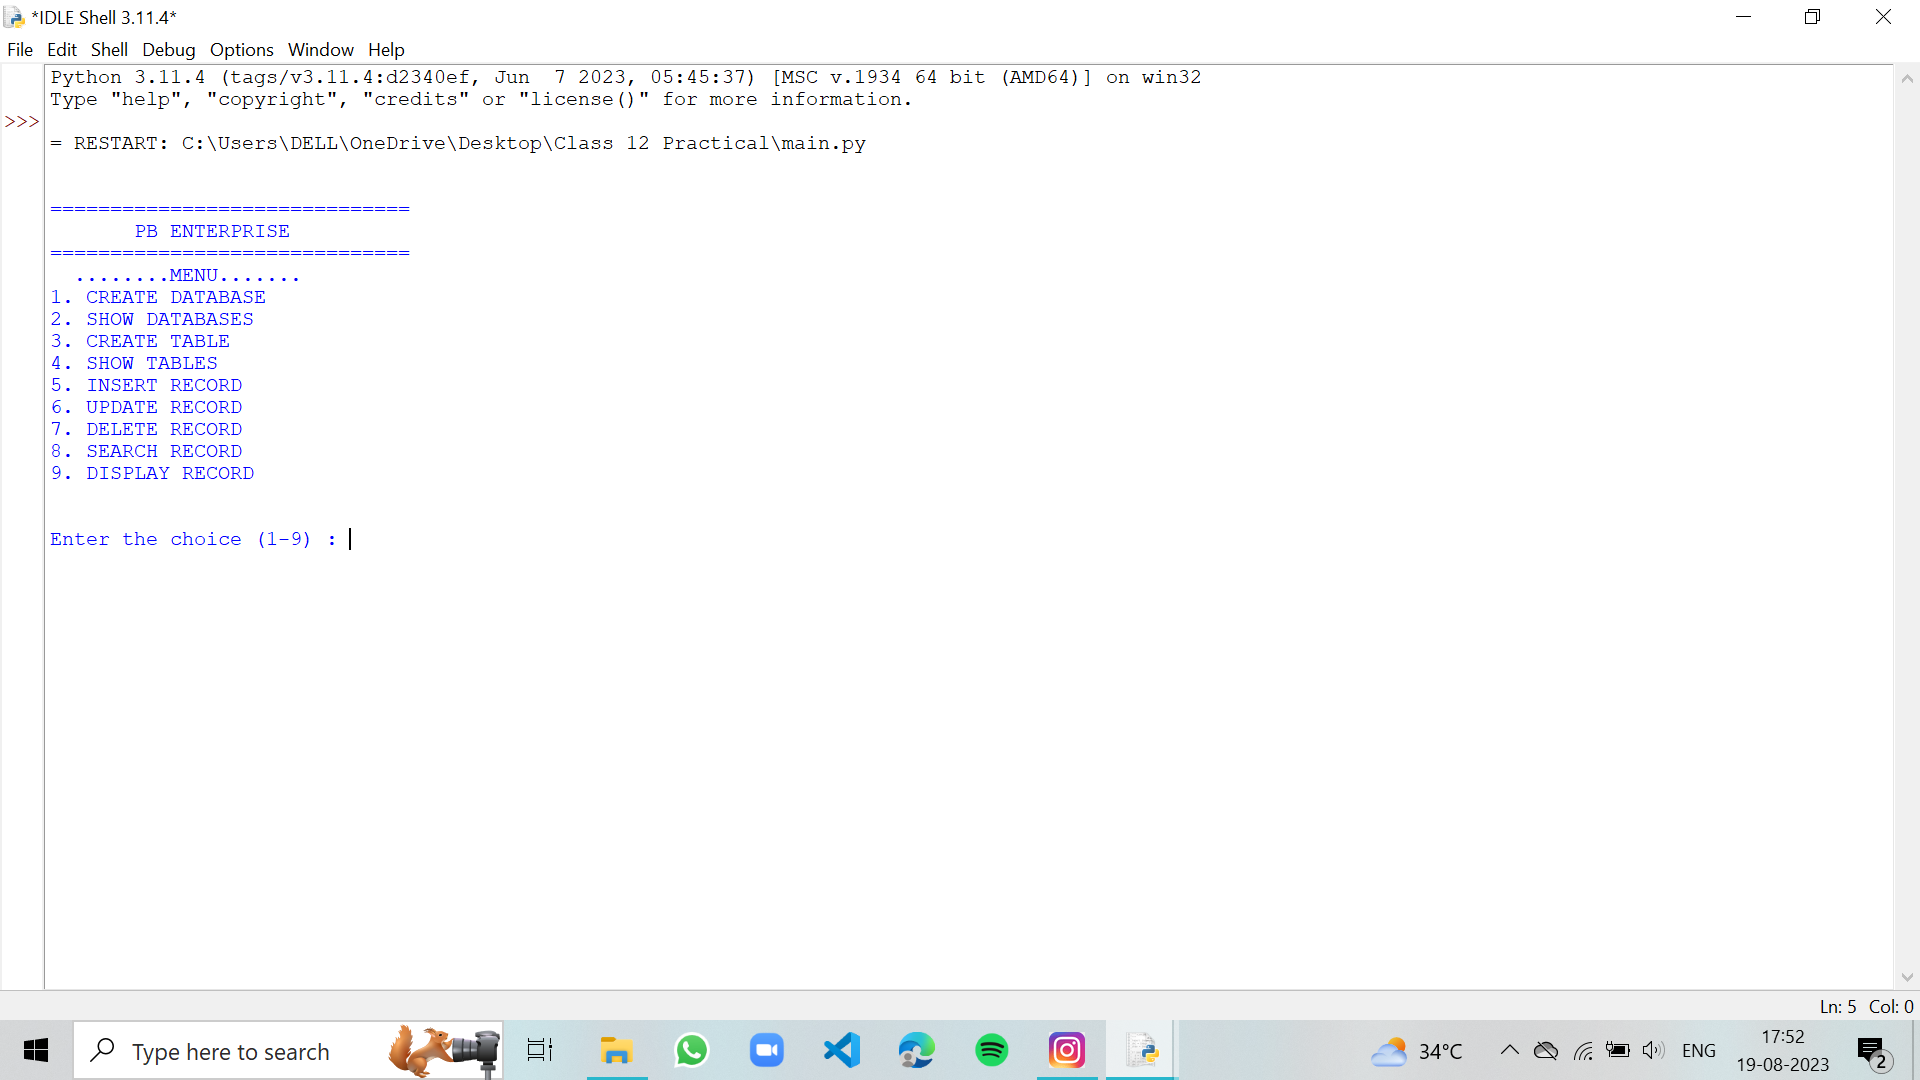 *IDLE Shell 3.11.4*
File Edit Shell Debug Options Window Help
Python 3.11.4 (tags/v3.11.4:d2340ef, Jun  7 2023, 05:45:37) [MSC v.1934 64 bit (AMD64)] on win32
Type "help", "copyright", "credits" or "license()" for more information.
>>>
= RESTART: C:\Users\DELL\OneDrive\Desktop\Class 12 Practical\main.py
==============================
PB ENTERPRISE
==============================
........MENU.......
1. CREATE DATABASE
2. SHOW DATABASES
3. CREATE TABLE
4. SHOW TABLES
5. INSERT RECORD
6. UPDATE RECORD
7. DELETE RECORD
8. SEARCH RECORD
9. DISPLAY RECORD
Enter the choice (1-9) :
Ln: 5 Col: 0
Type here to search
34°C
ENG
17:52
19-08-2023
2